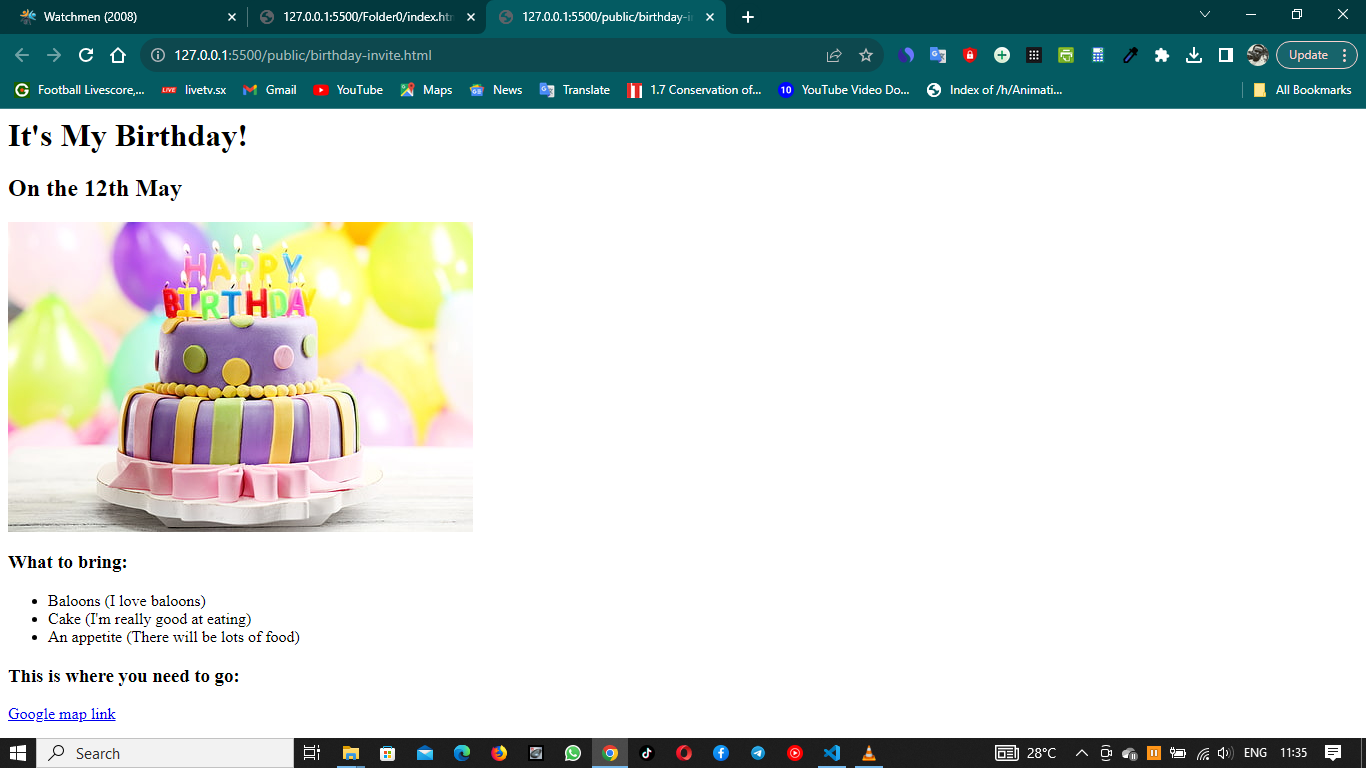 Watchmen (2008)
127.0.0.1:5500/Folder0/index.htm
127.0.0.1:5500/public/birthday-i
127.0.0.1:5500/public/birthday-invite.html
Update
Football Livescore,...
LIVE livetv.sx
Gmail
YouTube
Maps
News
Translate
1.7 Conservation of...
10 YouTube Video Do...
Index of /h/Animati...
All Bookmarks
It's My Birthday!
On the 12th May
HAPPY
BIRTHDAY
What to bring:
Baloons (I love baloons)
Cake (I'm really good at eating)
An appetite (There will be lots of food)
This is where you need to go:
Google map link
Search
28°C
ENG
11:35